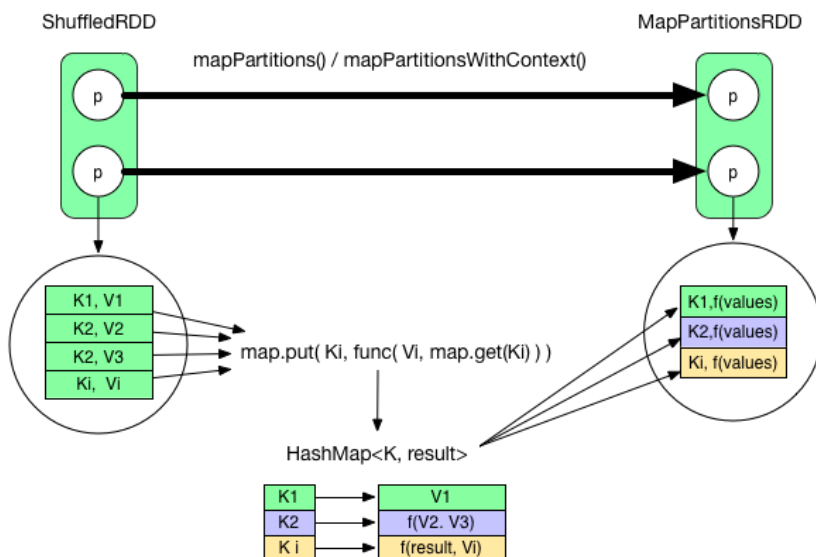 ShuffledRDD
MapPartitionsRDD
mapPartitions() / mapPartitionsWithContext()
p
p
p
p
K1, V1
K2, V2
K2, V3
Ki, Vi
map.put( Ki, func( Vi, map.get(Ki) ) )
K1,f(values)
K2,f(values)
Ki, f(values)
HashMap<K, result>
K1
V1
K2
f(V2. V3)
K i
f(result, Vi)